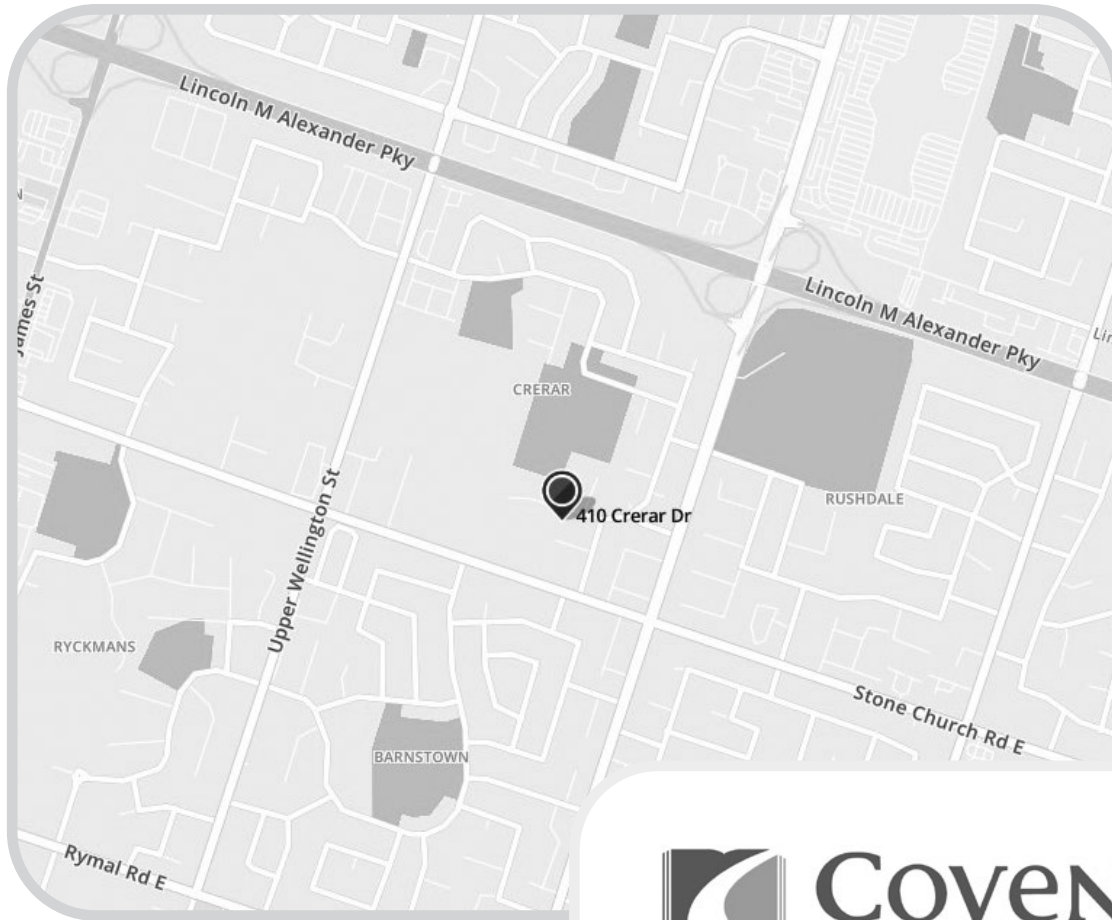 Lincoln M Alexander Pky
Lincoln M Alexander Pky
James St
CRERAR
RUSHDALE
410 Crerar Dr
Upper Wellington St
RYCKMANS
Stone Church Rd E
BARNSTOWN
Rymal Rd E